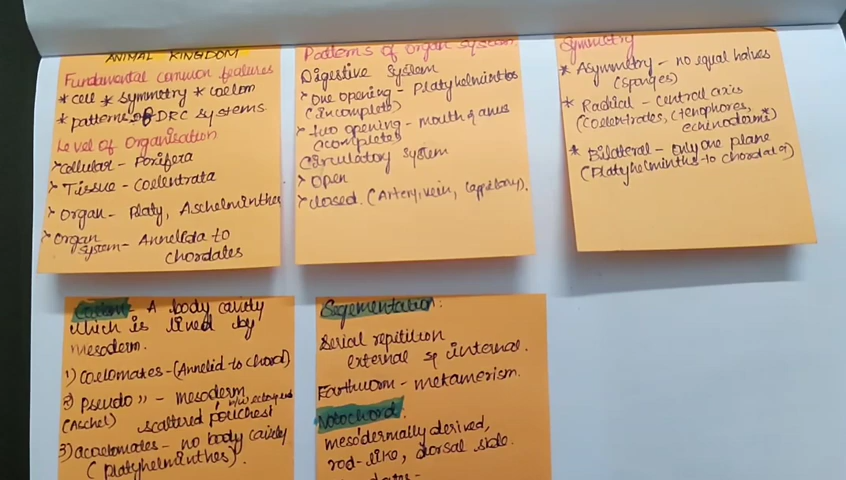 ANIMAL KINGDOM
Fundamental common features
* cell * symmetry * coelom
* patterns of DRC systems
Level of Organisation
> cellular - Porifera
> Tissue - Coelentrata
> Organ - Platy, Aschelminthes
> Organ system - Annelida to chordates
Patterns of organ system
Digestive system
> One opening - Platyhelminthes
(incomplete)
> two opening - mouth & anus
(complete)
Circulatory system
> Open
> closed. (Artery, vein, cappilary).
Symmetry
* Asymmetry - no equal halves
(sponges)
* Radial - central axis
(coelentrates, ctenophores,
echinoderms)
* Bilateral - only one plane
(Platyhelminths to chordata)
Coelom - A body cavity
which is lined by
mesoderm.
1) Coelomates - (Annelid to chord)
2) Pseudo " - mesoderm
(Aschel) scattered pouches
3) acoelomates - no body cavity
(platyhelminthes).
Segementation:
Serial repitition
external internal.
Earthworm - metamerism.
Notochord:
mesodermally derived,
rod-like, dorsal side.